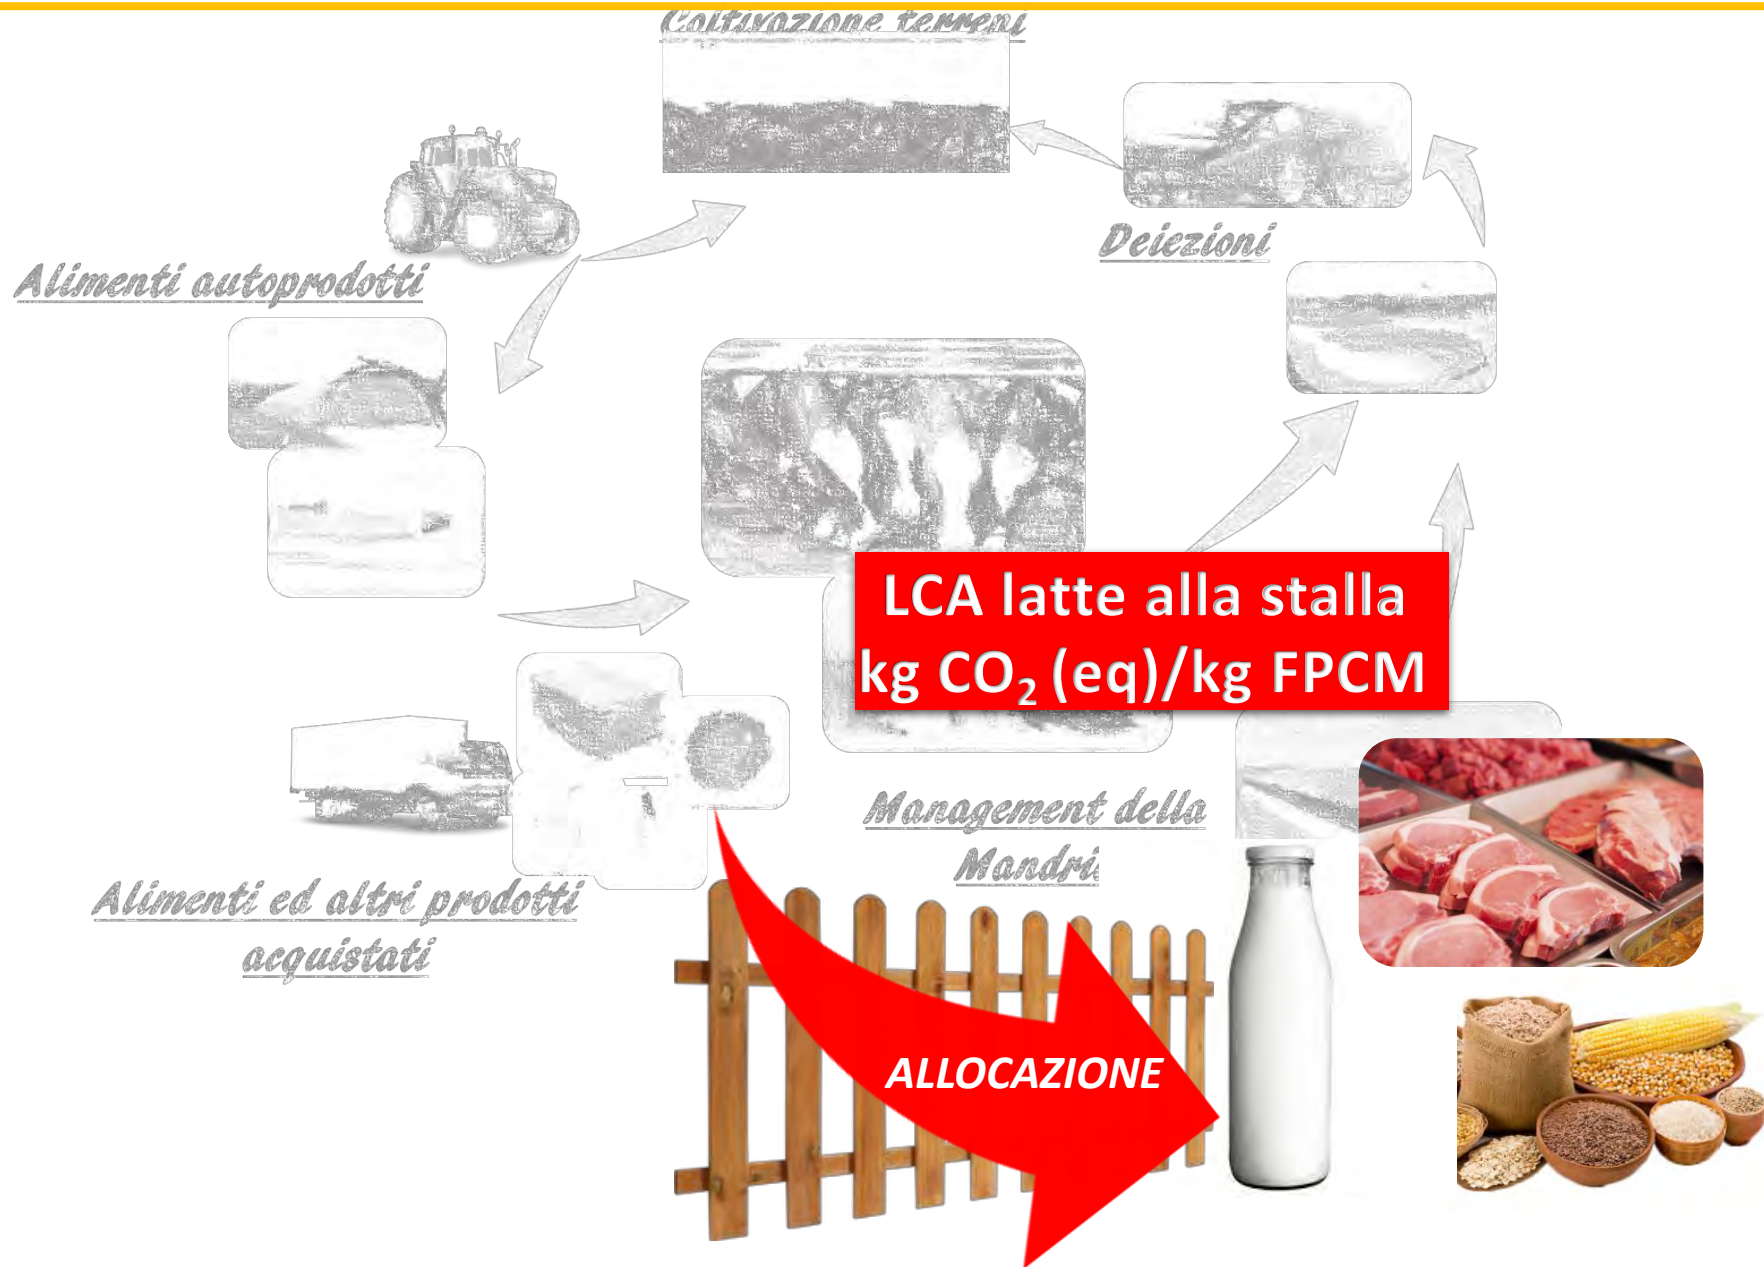 Coltivazione terreni
Deiezioni
Alimenti autoprodotti
LCA latte alla stalla
kg CO₂ (eq)/kg FPCM
Management della
Mandri
Alimenti ed altri prodotti
acquistati
ALLOCAZIONE